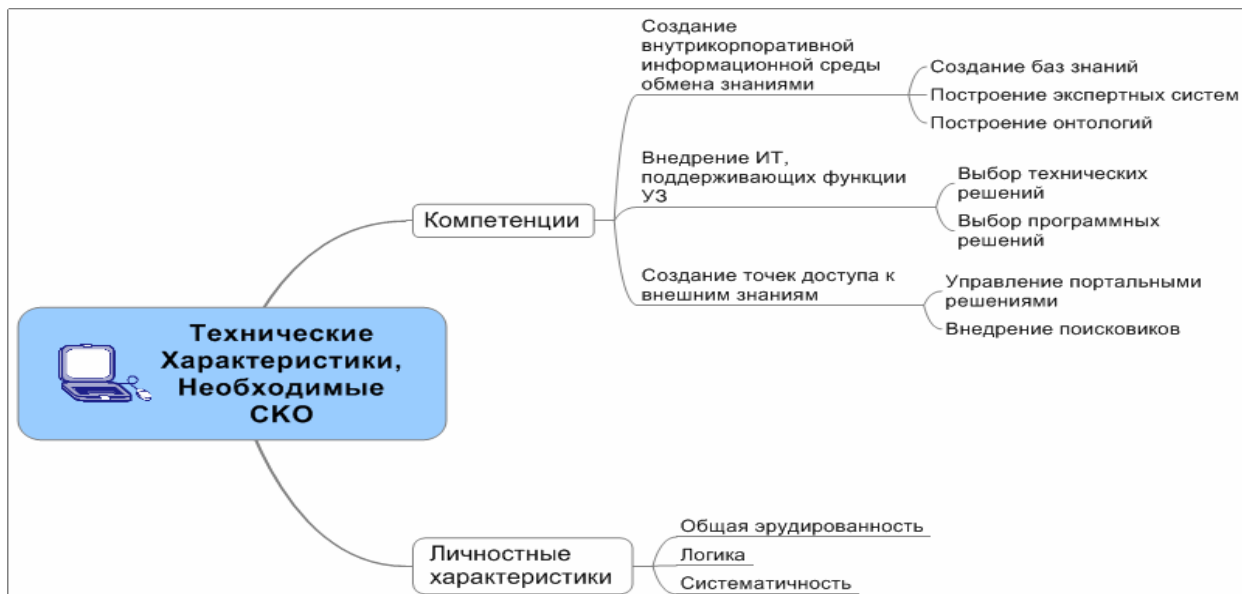 Создание
внутрикорпоративной
информационной среды
обмена знаниями
Создание баз знаний
Построение экспертных систем
Построение онтологий
Внедрение ИТ,
поддерживающих функции
УЗ
Выбор технических
решений
Выбор программных
решений
Компетенции
Создание точек доступа к
внешним знаниям
Управление портальными
решениями
Внедрение поисковиков
Технические
Характеристики,
Необходимые
СКО
Общая эрудированность
Логика
Систематичность
Личностные
характеристики